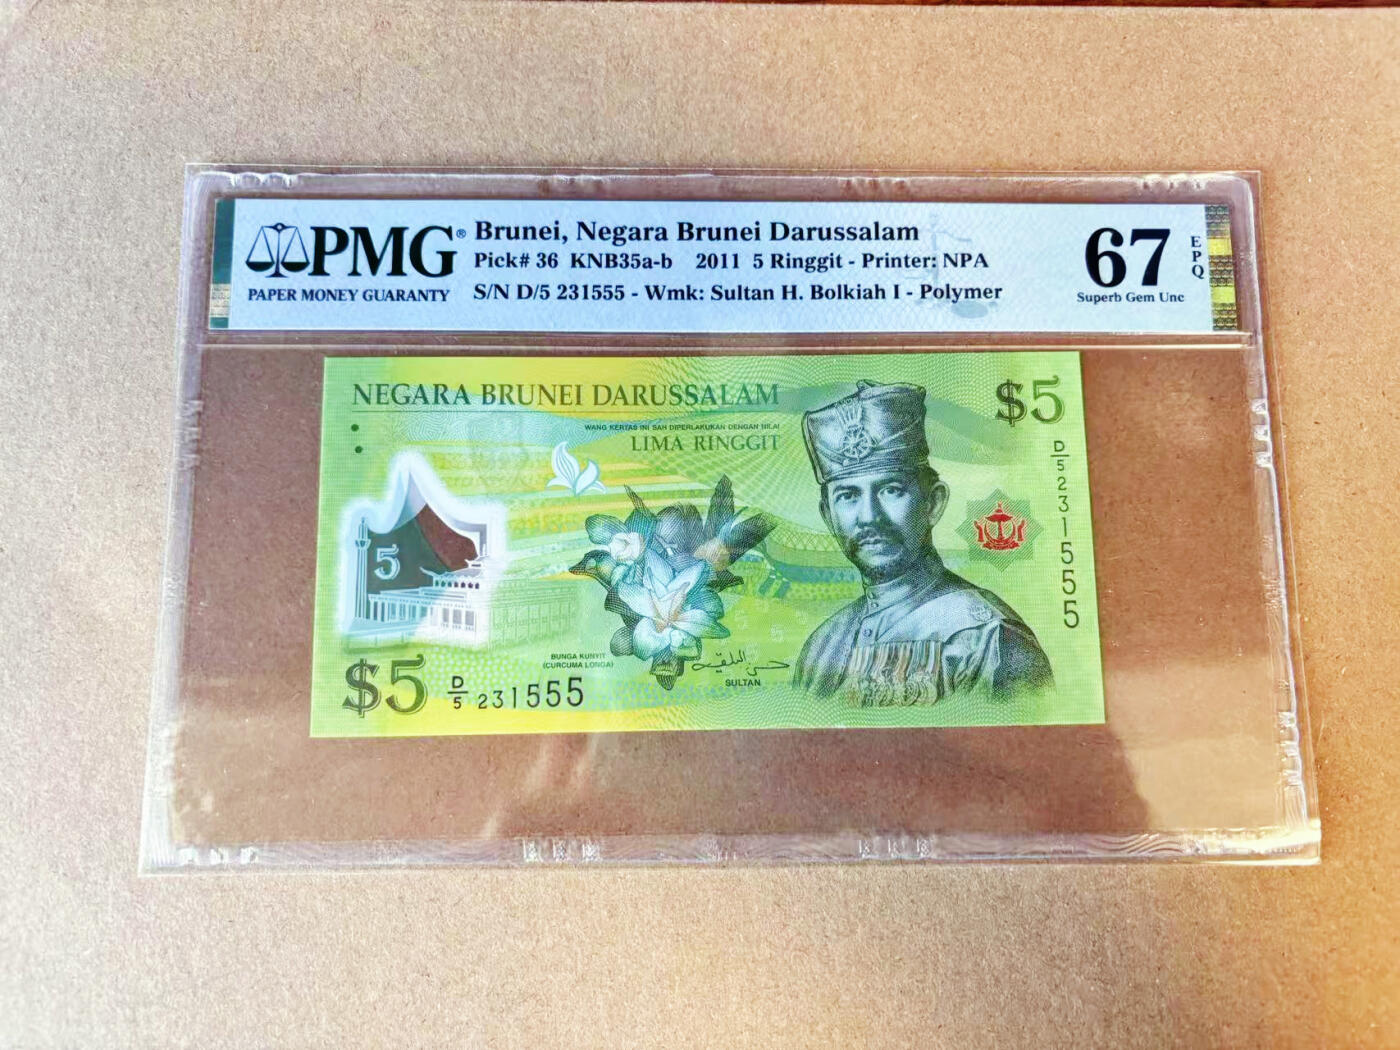 PMG®
PAPER MONEY GUARANTY
Brunei, Negara Brunei Darussalam
Pick# 36 KNB35a-b 2011 5 Ringgit - Printer: NPA
S/N D/5 231555 - Wmk: Sultan H. Bolkiah I - Polymer
67
Superb Gem Unc
EPQ
NEGARA BRUNEI DARUSSALAM
WANG KERTAS INI SAH DIPERLAKUKAN DENGAN NILAI
LIMA RINGGIT
$5
D/5 231555
5
BUNGA KUNYIT
(CURCUMA LONGA)
SULTAN
$5 D/5 231555